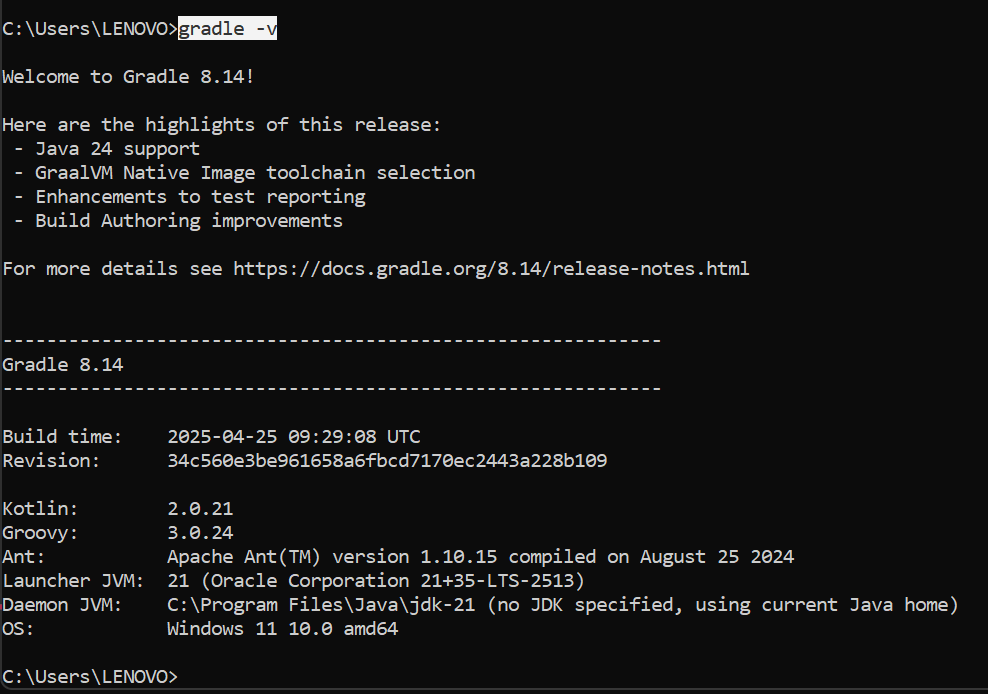 C:\Users\LENOVO>gradle -v
Welcome to Gradle 8.14!
Here are the highlights of this release:
 - Java 24 support
 - GraalVM Native Image toolchain selection
 - Enhancements to test reporting
 - Build Authoring improvements
For more details see https://docs.gradle.org/8.14/release-notes.html
------------------------------------------------------------
Gradle 8.14
------------------------------------------------------------
Build time:    2025-04-25 09:29:08 UTC
Revision:      34c560e3be961658a6fbcd7170ec2443a228b109
Kotlin:        2.0.21
Groovy:        3.0.24
Ant:           Apache Ant(TM) version 1.10.15 compiled on August 25 2024
Launcher JVM:  21 (Oracle Corporation 21+35-LTS-2513)
Daemon JVM:    C:\Program Files\Java\jdk-21 (no JDK specified, using current Java home)
OS:            Windows 11 10.0 amd64
C:\Users\LENOVO>